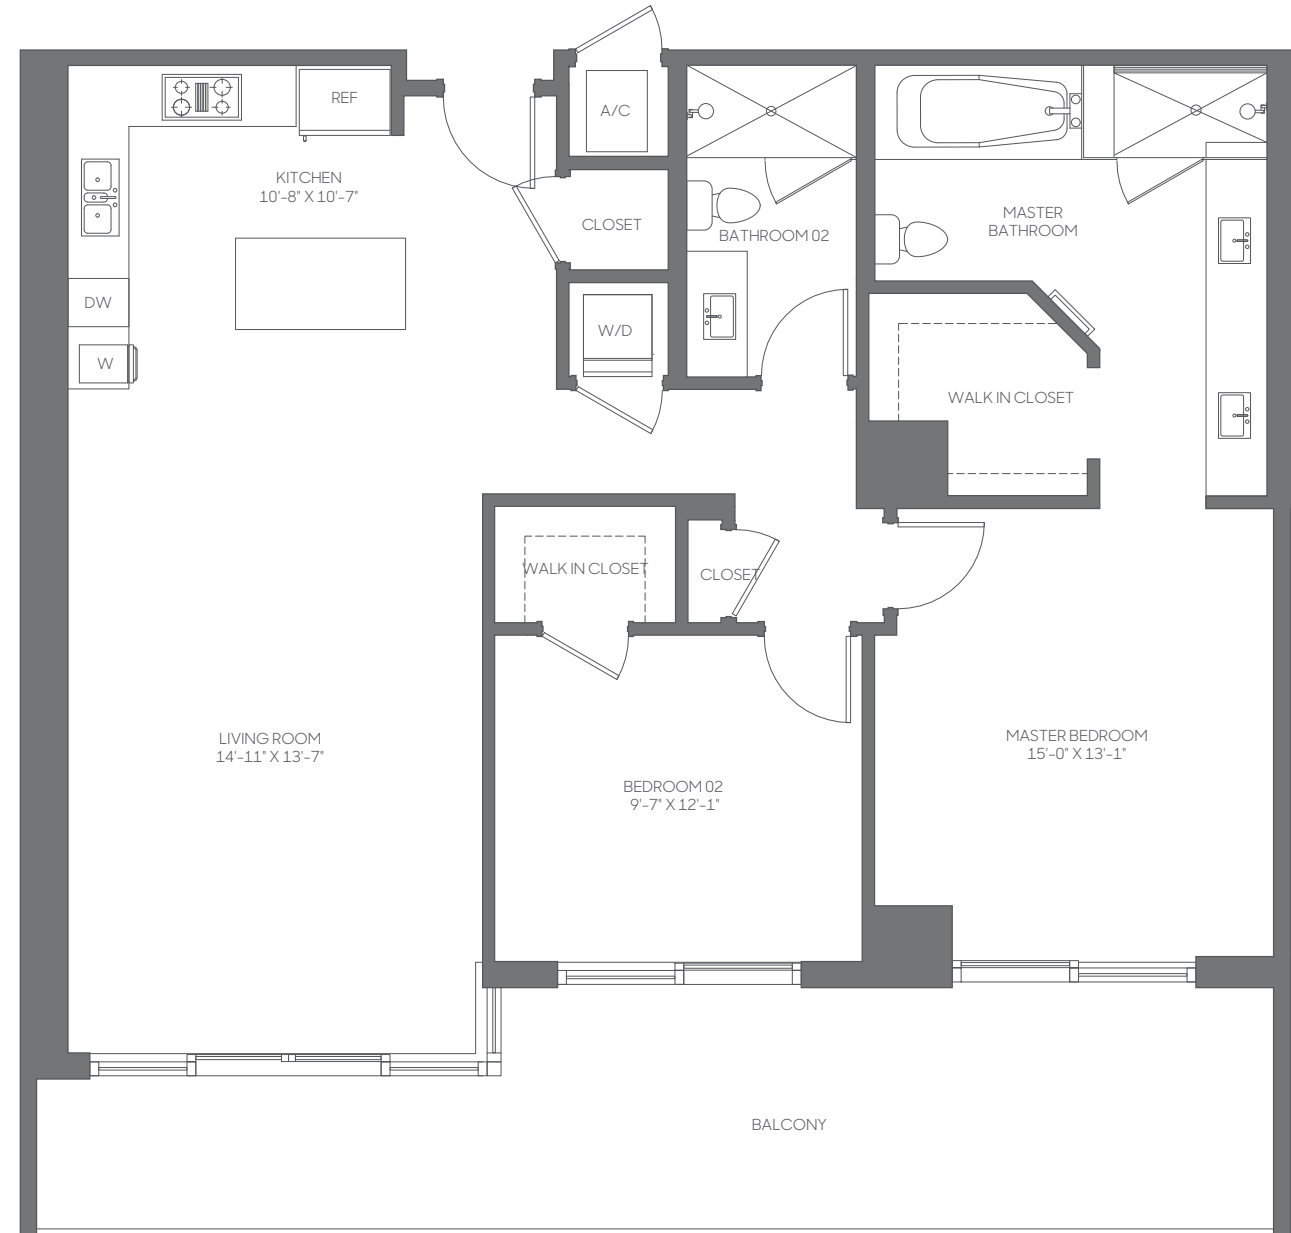 REF
A/C
KITCHEN
10'-8" X 10'-7"
CLOSET
BATHROOM 02
MASTER
BATHROOM
DW
W/D
W
WALK IN CLOSET
WALK IN CLOSET
CLOSET
LIVING ROOM
14'-11" X 13'-7"
MASTER BEDROOM
15'-0" X 13'-1"
BEDROOM 02
9'-7" X 12'-1"
BALCONY